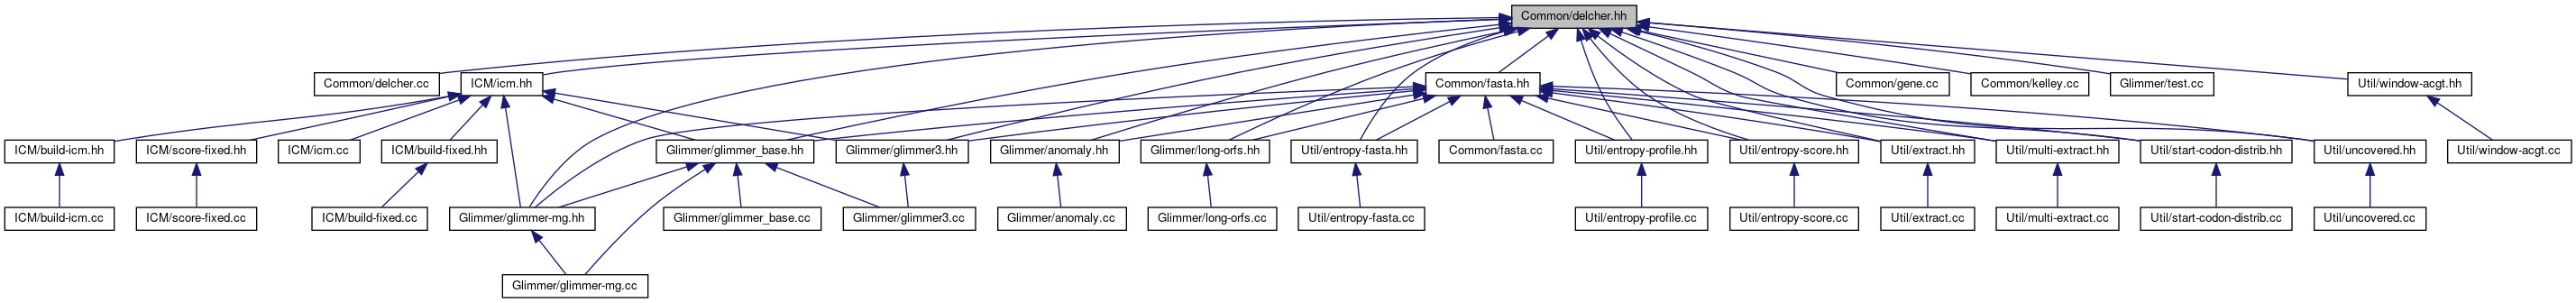 Common/delcher.hh
Common/delcher.cc
ICM/icm.hh
Common/fasta.hh
Common/gene.cc
Common/kelley.cc
Glimmer/test.cc
Util/window-acgt.hh
ICM/build-icm.hh
ICM/score-fixed.hh
ICM/icm.cc
ICM/build-fixed.hh
Glimmer/glimmer_base.hh
Glimmer/glimmer3.hh
Glimmer/anomaly.hh
Glimmer/long-orfs.hh
Util/entropy-fasta.hh
Common/fasta.cc
Util/entropy-profile.hh
Util/entropy-score.hh
Util/extract.hh
Util/multi-extract.hh
Util/start-codon-distrib.hh
Util/uncovered.hh
Util/window-acgt.cc
ICM/build-icm.cc
ICM/score-fixed.cc
ICM/build-fixed.cc
Glimmer/glimmer-mg.hh
Glimmer/glimmer_base.cc
Glimmer/glimmer3.cc
Glimmer/anomaly.cc
Glimmer/long-orfs.cc
Util/entropy-fasta.cc
Util/entropy-profile.cc
Util/entropy-score.cc
Util/extract.cc
Util/multi-extract.cc
Util/start-codon-distrib.cc
Util/uncovered.cc
Glimmer/glimmer-mg.cc